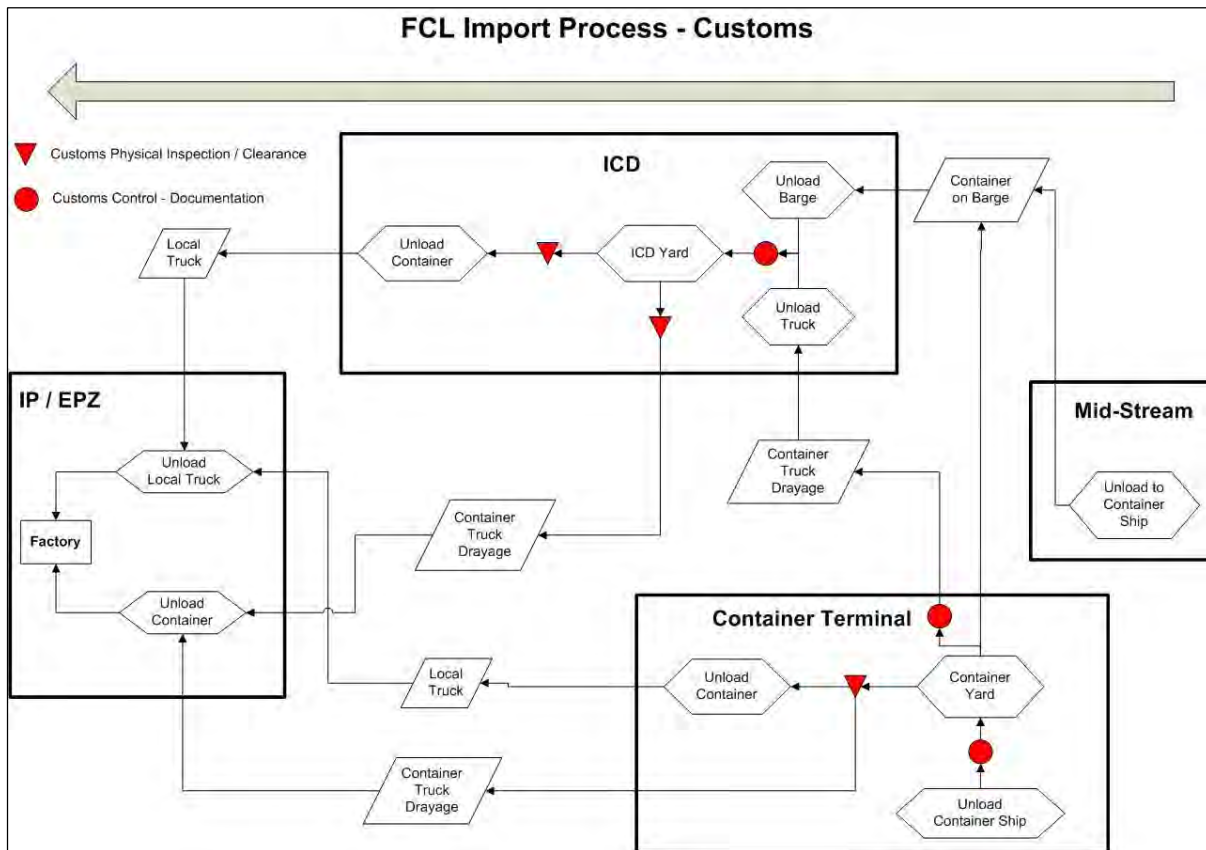 FCL Import Process - Customs
Customs Physical Inspection / Clearance
Customs Control - Documentation
ICD
Unload
Barge
Container
on Barge
Local
Truck
Unload
Container
ICD Yard
Unload
Truck
IP / EPZ
Mid-Stream
Unload
Local Truck
Container
Truck
Drayage
Unload to
Container
Ship
Factory
Container
Truck
Drayage
Unload
Container
Container Terminal
Local
Truck
Unload
Container
Container
Yard
Container
Truck
Drayage
Unload
Container Ship